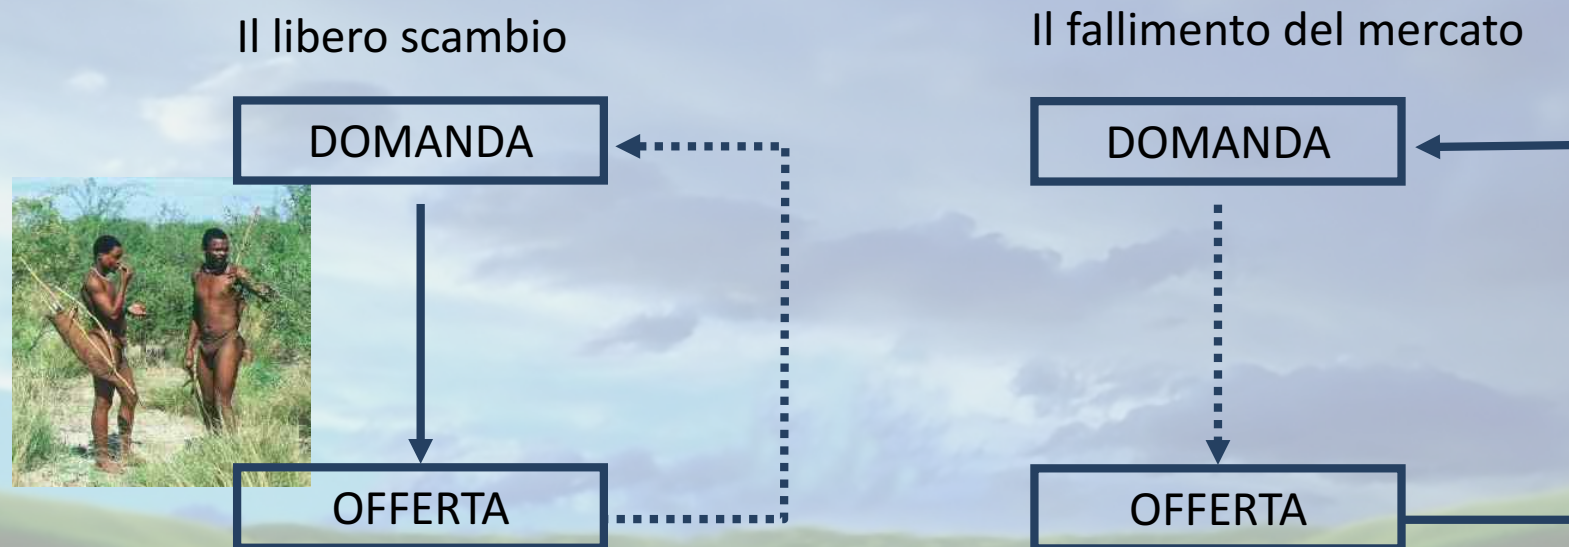 Il libero scambio
DOMANDA
OFFERTA
Il fallimento del mercato
DOMANDA
OFFERTA